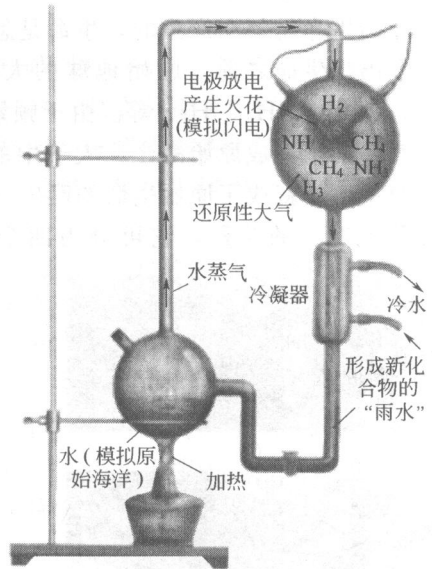 电极放电
产生火花
(模拟闪电)
H₂
NH
CH₄
CH₄ NH₃
H₃
还原性大气
水蒸气
冷凝器
冷水
形成新化
合物的
“雨水”
水(模拟原
始海洋)
加热